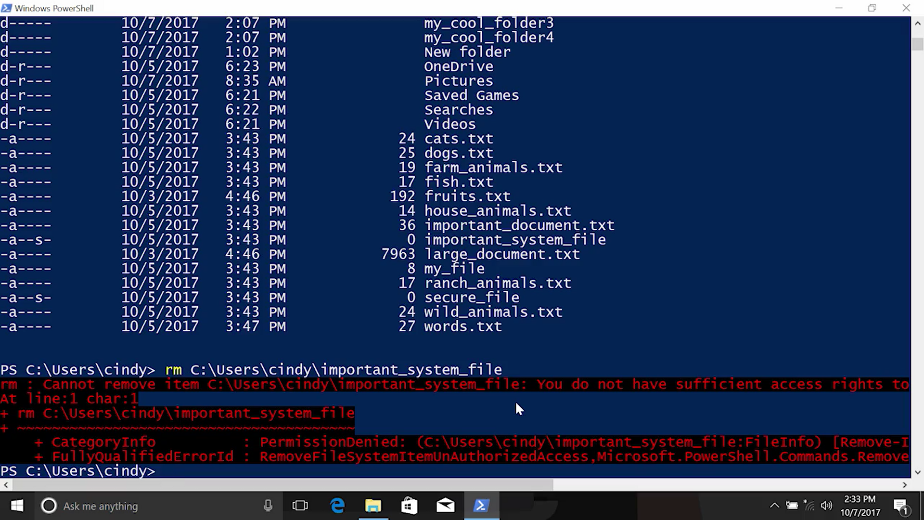 Windows PowerShell
d----- 10/7/2017 2:07 PM my_cool_folder3
d----- 10/7/2017 2:07 PM my_cool_folder4
d----- 10/7/2017 1:02 PM New folder
d-r--- 10/5/2017 6:23 PM OneDrive
d-r--- 10/7/2017 8:35 AM Pictures
d-r--- 10/5/2017 6:21 PM Saved Games
d-r--- 10/5/2017 6:22 PM Searches
d-r--- 10/5/2017 6:21 PM Videos
-a---- 10/5/2017 3:43 PM 24 cats.txt
-a---- 10/5/2017 3:43 PM 25 dogs.txt
-a---- 10/5/2017 3:43 PM 19 farm_animals.txt
-a---- 10/5/2017 3:43 PM 17 fish.txt
-a---- 10/3/2017 4:46 PM 192 fruits.txt
-a---- 10/5/2017 3:43 PM 14 house_animals.txt
-a---- 10/5/2017 3:43 PM 36 important_document.txt
-a--s- 10/5/2017 3:43 PM 0 important_system_file
-a---- 10/3/2017 4:46 PM 7963 large_document.txt
-a---- 10/5/2017 3:43 PM 8 my_file
-a---- 10/5/2017 3:43 PM 17 ranch_animals.txt
-a--s- 10/5/2017 3:43 PM 0 secure_file
-a---- 10/5/2017 3:43 PM 24 wild_animals.txt
-a---- 10/5/2017 3:47 PM 27 words.txt
PS C:\Users\cindy> rm C:\Users\cindy\important_system_file
rm : Cannot remove item C:\Users\cindy\important_system_file: You do not have sufficient access rights to
At line:1 char:1
+ rm C:\Users\cindy\important_system_file
+ ~~~~~~~~~~~~~~~~~~~~~~~~~~~~~~~~~~~~~~~
+ CategoryInfo : PermissionDenied: (C:\Users\cindy\important_system_file:FileInfo) [Remove-I
+ FullyQualifiedErrorId : RemoveFileSystemItemUnAuthorizedAccess,Microsoft.PowerShell.Commands.Remove
PS C:\Users\cindy>
Ask me anything
2:33 PM
10/7/2017
1